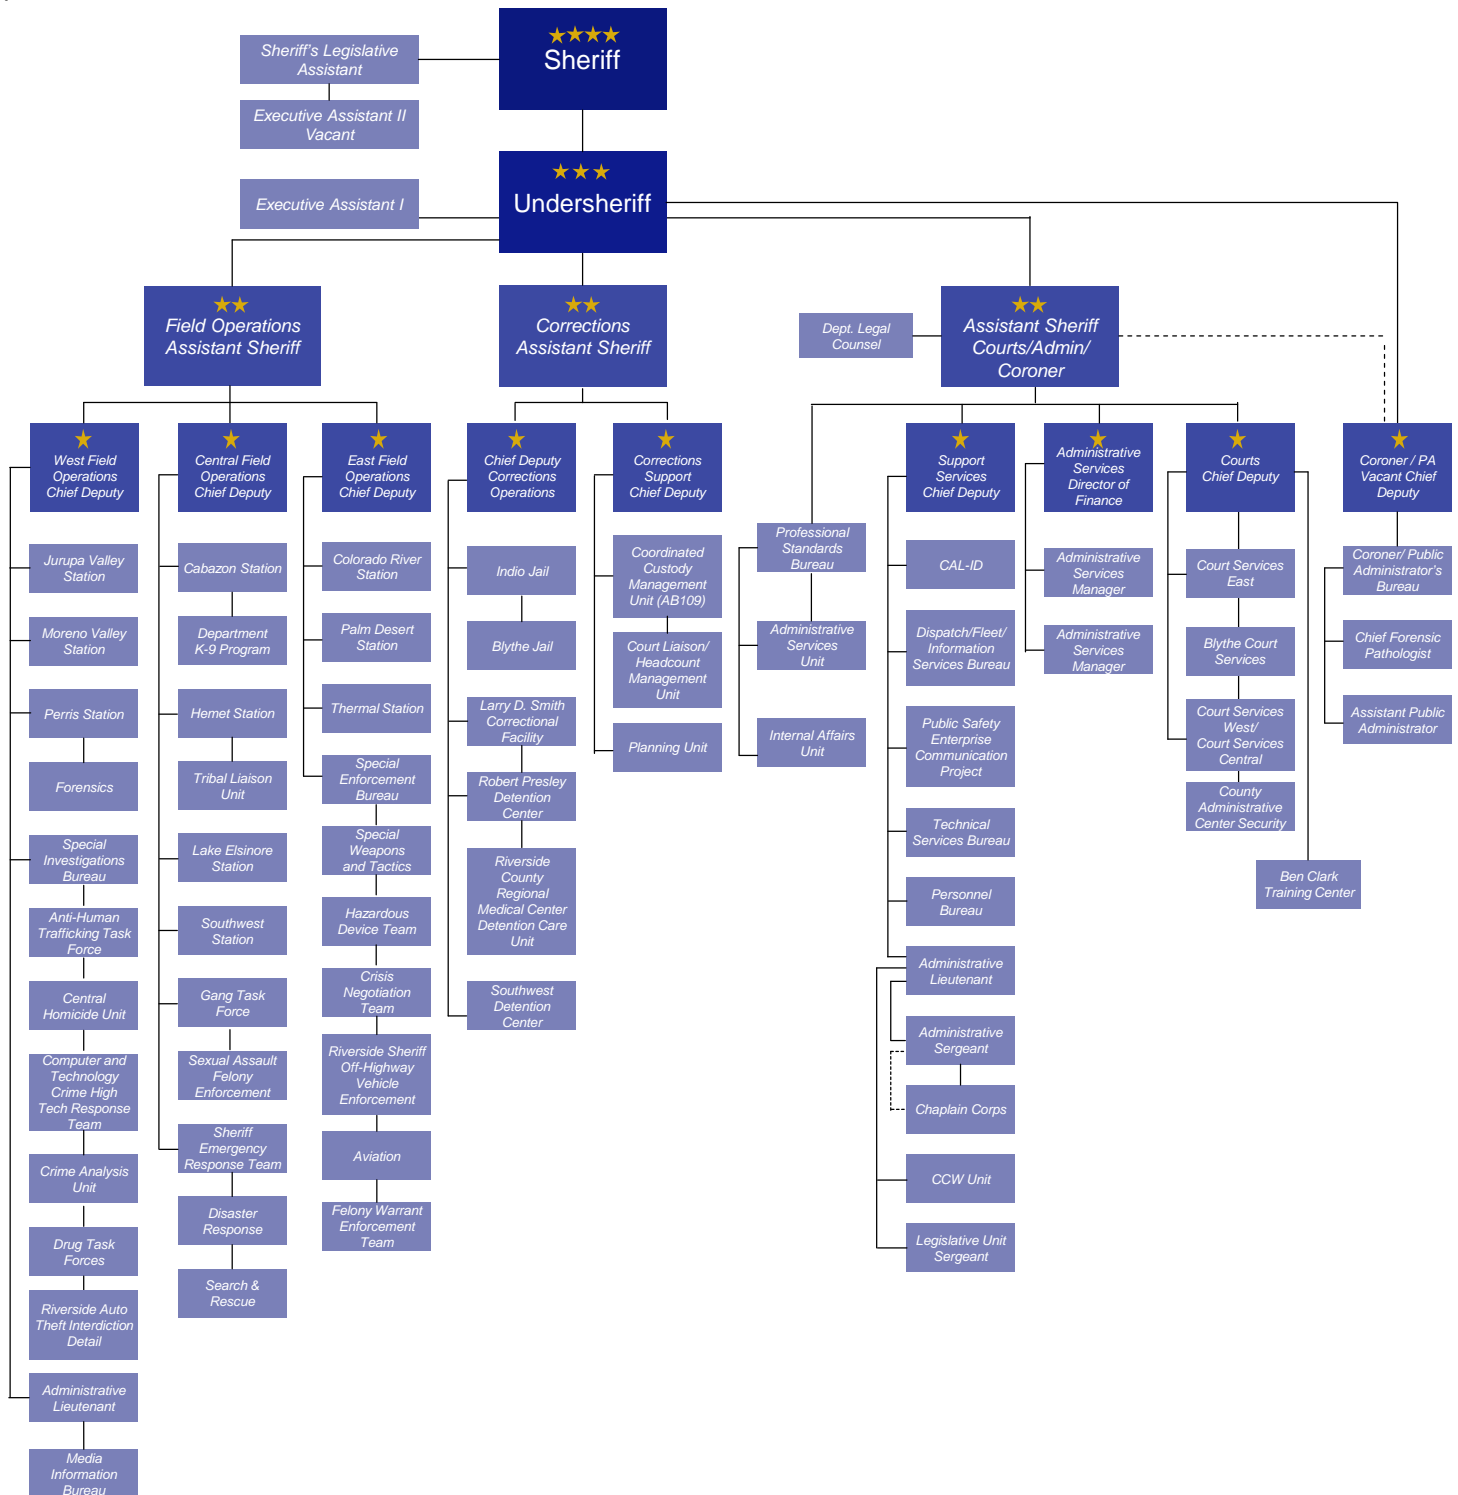 Sheriff
Sheriff's Legislative
Assistant
Executive Assistant II
Vacant
Undersheriff
Executive Assistant I
Field Operations
Assistant Sheriff
Corrections
Assistant Sheriff
Dept. Legal
Counsel
Assistant Sheriff
Courts/Admin/
Coroner
West Field
Operations
Chief Deputy
Jurupa Valley
Station
Moreno Valley
Station
Perris Station
Forensics
Special
Investigations
Bureau
Anti-Human
Trafficking Task
Force
Central
Homicide Unit
Computer and
Technology
Crime High
Tech Response
Team
Crime Analysis
Unit
Drug Task
Forces
Riverside Auto
Theft Interdiction
Detail
Administrative
Lieutenant
Media
Information
Bureau
Central Field
Operations
Chief Deputy
Cabazon Station
Department
K-9 Program
Hemet Station
Tribal Liaison
Unit
Lake Elsinore
Station
Southwest
Station
Gang Task
Force
Sexual Assault
Felony
Enforcement
Sheriff
Emergency
Response Team
Disaster
Response
Search &
Rescue
East Field
Operations
Chief Deputy
Colorado River
Station
Palm Desert
Station
Thermal Station
Special
Enforcement
Bureau
Special
Weapons
and Tactics
Hazardous
Device Team
Crisis
Negotiation
Team
Riverside Sheriff
Off-Highway
Vehicle
Enforcement
Aviation
Felony Warrant
Enforcement
Team
Chief Deputy
Corrections
Operations
Indio Jail
Blythe Jail
Larry D. Smith
Correctional
Facility
Robert Presley
Detention
Center
Riverside
County
Regional
Medical Center
Detention Care
Unit
Southwest
Detention
Center
Corrections
Support
Chief Deputy
Coordinated
Custody
Management
Unit (AB109)
Court Liaison/
Headcount
Management
Unit
Planning Unit
Professional
Standards
Bureau
Administrative
Services
Unit
Internal Affairs
Unit
Support
Services
Chief Deputy
CAL-ID
Dispatch/Fleet/
Information
Services Bureau
Public Safety
Enterprise
Communication
Project
Technical
Services Bureau
Personnel
Bureau
Administrative
Lieutenant
Administrative
Sergeant
Chaplain Corps
CCW Unit
Legislative Unit
Sergeant
Administrative
Services
Director of
Finance
Administrative
Services
Manager
Administrative
Services
Manager
Courts
Chief Deputy
Court Services
East
Blythe Court
Services
Court Services
West/
Court Services
Central
County
Administrative
Center Security
Ben Clark
Training Center
Coroner / PA
Vacant Chief
Deputy
Coroner/ Public
Administrator's
Bureau
Chief Forensic
Pathologist
Assistant Public
Administrator